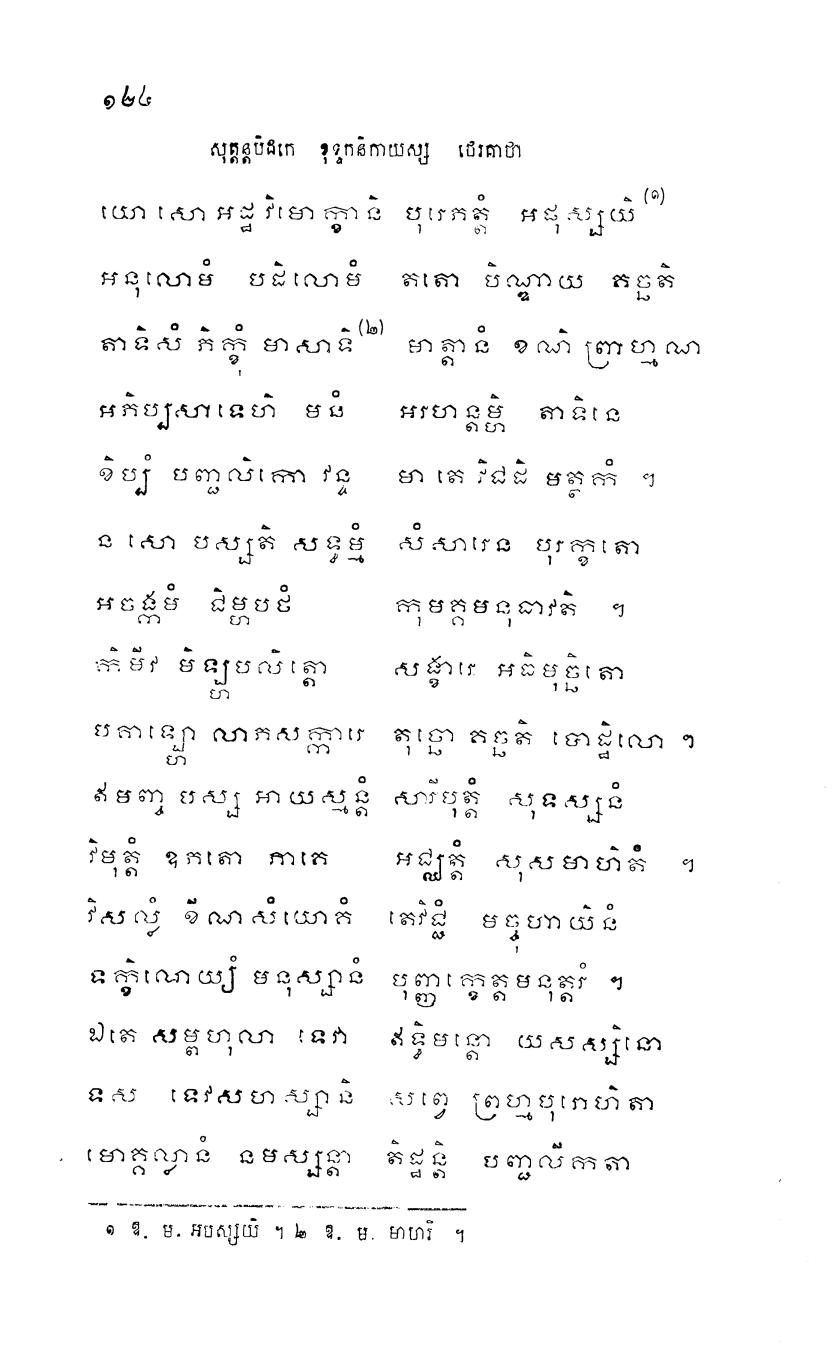 ១២៤
សុត្តន្តបិដកេ ខុទ្ទកនិកាយស្ស ថេរគាថា
យោ សោ អដ្ឋ វិមោក្ខានិ បុរេភត្តំ អផុស្សយិ (១)
អនុលោមំ បដិលោមំ តតោ បិណ្ឌាយ គច្ឆតិ
តាទិសំ ភិក្ខុំ មាសាទិ (២) មាត្តានំ ខណិ ព្រាហ្មណ
អភិប្បសាទេហិ មនំ អរហន្តម្ហិ តាទិនេ
ខិប្បំ បញ្ជលិកោ វន្ទ មា តេ វិជដិ មត្ថកំ ។
ន សោ បស្សតិ សទ្ធម្មំ សំសារេន បុរក្ខតោ
អចង្កមំ ជិម្ហបថំ កុមគ្គមនុធាវតិ ។
កិមីវ មិឡ្ហបលិត្តោ សង្ខារេ អធិមុច្ឆិតោ
បគាឡ្ហោ លាភសក្ការេ តុច្ឆោ គច្ឆតិ បោដ្ឋិលោ ។
ឥមញ្ច បស្ស អាយស្មន្តំ សារីបុត្តំ សុទស្សនំ
វិមុត្តំ ឧភតោ ភាគេ អជ្ឈត្តំ សុសមាហិតំ ។
វិសល្លំ ខីណសំយោគំ តេវិជ្ជំ មច្ចុហាយិនំ
ទក្ខិណេយ្យំ មនុស្សានំ បុញ្ញក្ខេត្តមនុត្តរំ ។
ឯតេ សម្ពហុលា ទេវា ឥទ្ធិមន្តោ យសស្សិនោ
ទស ទេវសហស្សានិ សព្វេ ព្រហ្មបុរោហិតា
មោគ្គល្លានំ នមស្សន្តា តិដ្ឋន្តិ បញ្ជលីកតា
១ ឱ. ម. អបស្សយិ ។ ២ ឱ. ម. មាហរិ ។